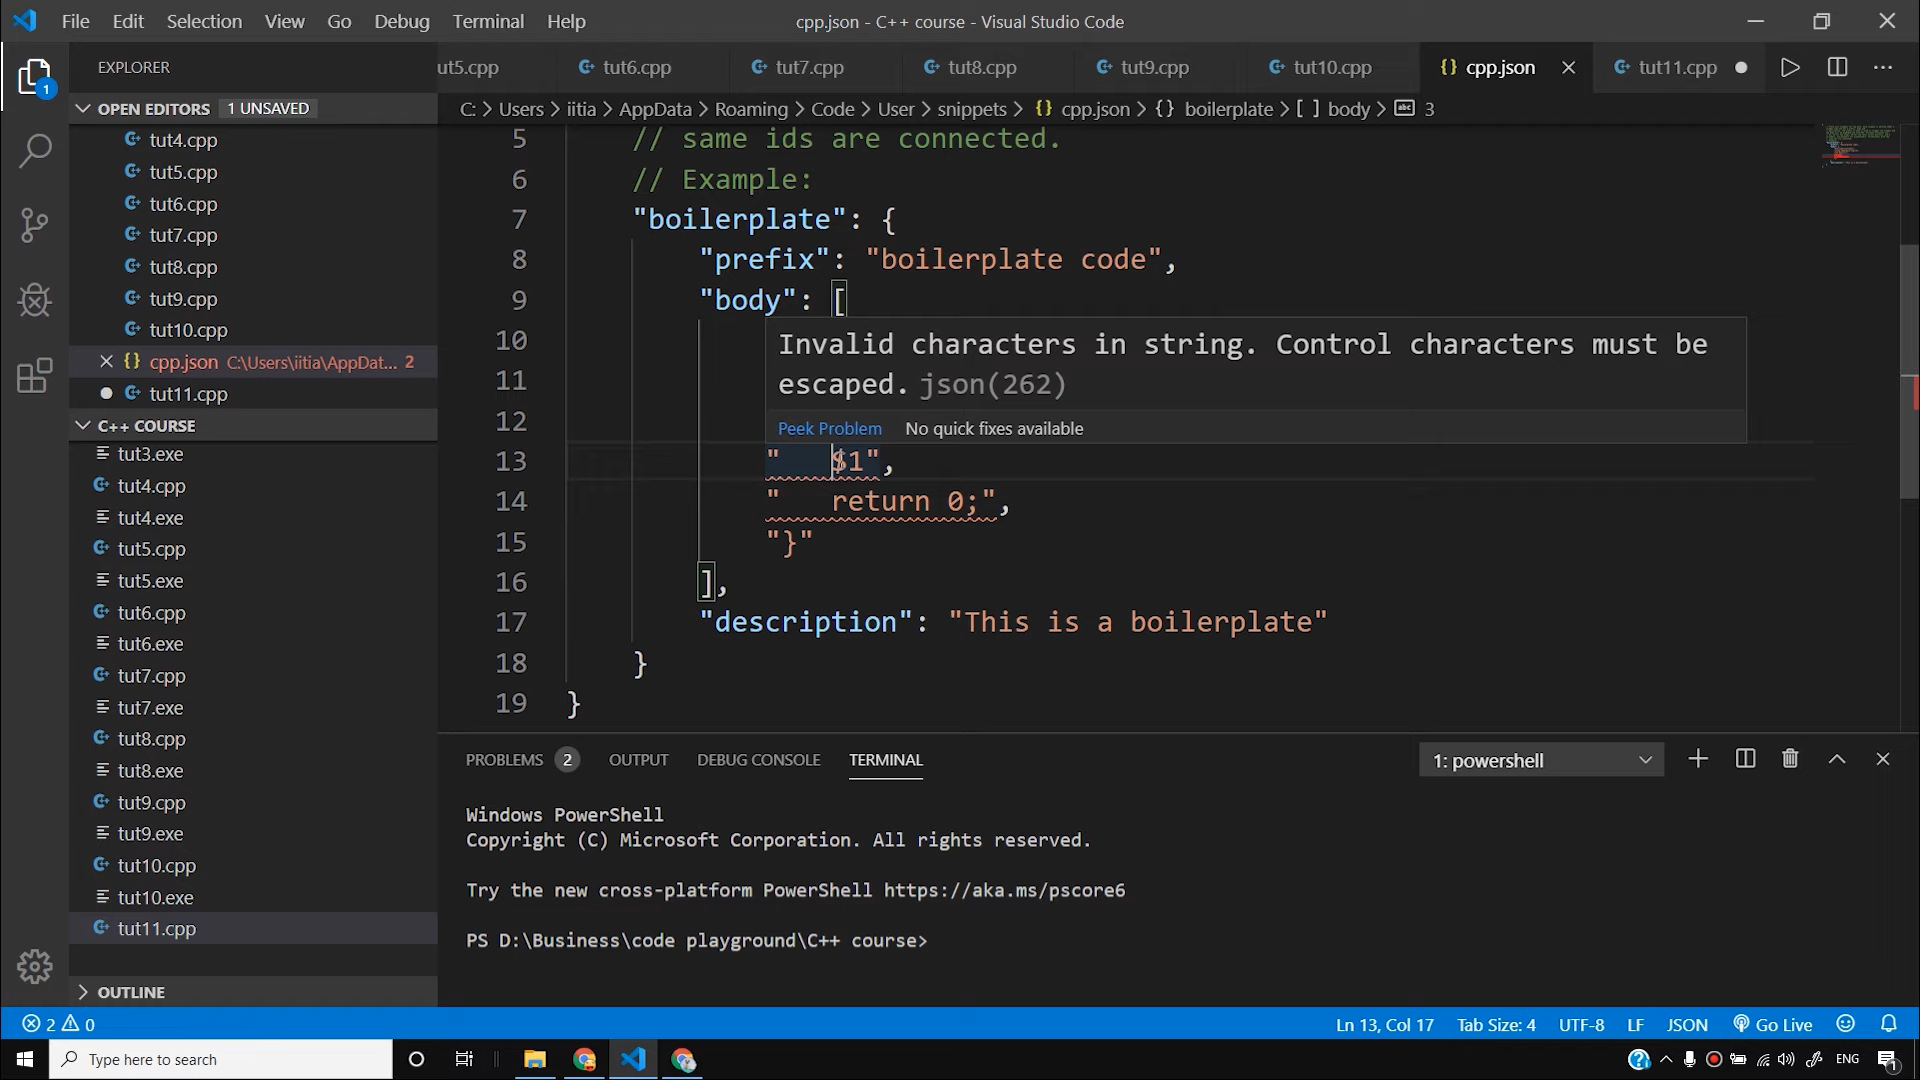 File Edit Selection View Go Debug Terminal Help
cpp.json - C++ course - Visual Studio Code
EXPLORER
ut5.cpp
tut6.cpp
tut7.cpp
tut8.cpp
tut9.cpp
tut10.cpp
{} cpp.json
tut11.cpp
OPEN EDITORS 1 UNSAVED
C: > Users > iitia > AppData > Roaming > Code > User > snippets > {} cpp.json > {} boilerplate > [ ] body > abc 3
1
tut4.cpp
tut5.cpp
tut6.cpp
tut7.cpp
tut8.cpp
tut9.cpp
tut10.cpp
{} cpp.json C:\Users\iitia\AppDat... 2
tut11.cpp
C++ COURSE
tut3.exe
tut4.cpp
tut4.exe
tut5.cpp
tut5.exe
tut6.cpp
tut6.exe
tut7.cpp
tut7.exe
tut8.cpp
tut8.exe
tut9.cpp
tut9.exe
tut10.cpp
tut10.exe
tut11.cpp
OUTLINE
5 // same ids are connected.
6 // Example:
7 "boilerplate": {
8 "prefix": "boilerplate code",
9 "body": [
10
11
12
Invalid characters in string. Control characters must be
escaped. json(262)
Peek Problem No quick fixes available
13 "   $1",
14 "   return 0;",
15 "}"
16 ],
17 "description": "This is a boilerplate"
18 }
19 }
PROBLEMS 2 OUTPUT DEBUG CONSOLE TERMINAL
1: powershell
Windows PowerShell
Copyright (C) Microsoft Corporation. All rights reserved.
Try the new cross-platform PowerShell https://aka.ms/pscore6
PS D:\Business\code playground\C++ course>
2 0
Ln 13, Col 17 Tab Size: 4 UTF-8 LF JSON Go Live
Type here to search
ENG
1